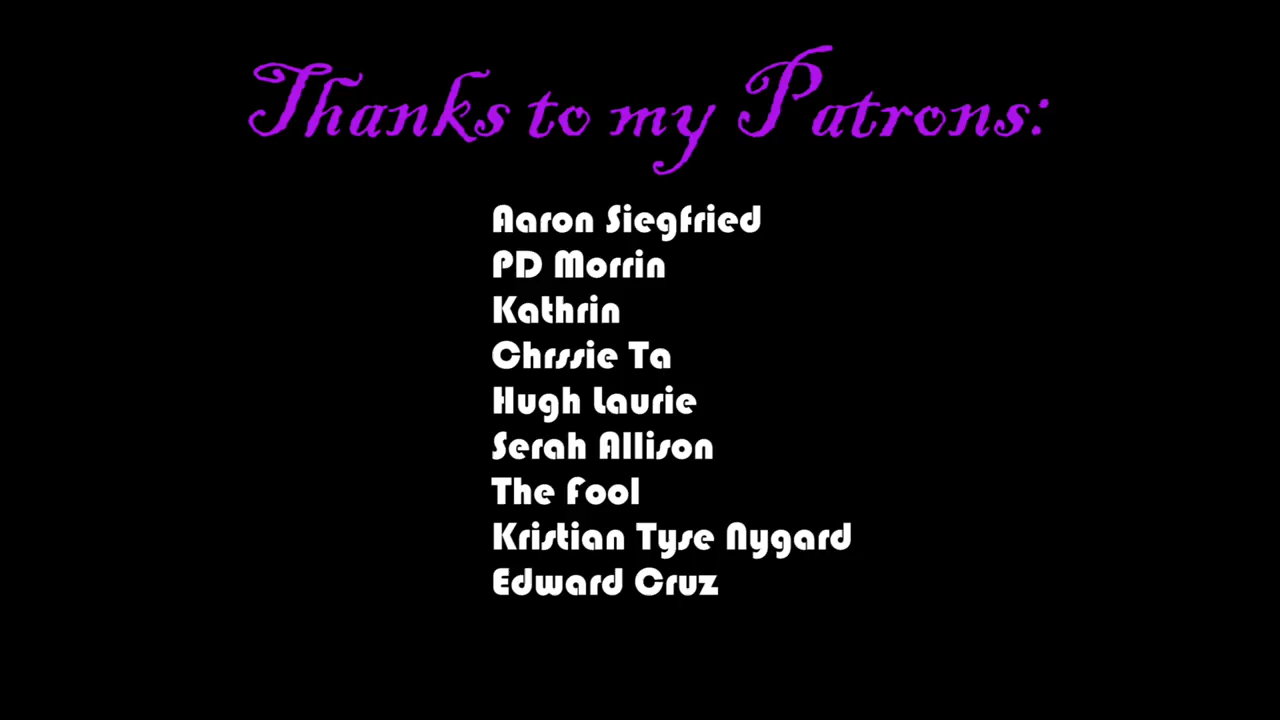 Thanks to my Patrons:
Aaron Siegfried
PD Morrin
Kathrin
Chrssie Ta
Hugh Laurie
Serah Allison
The Fool
Kristian Tyse Nygard
Edward Cruz